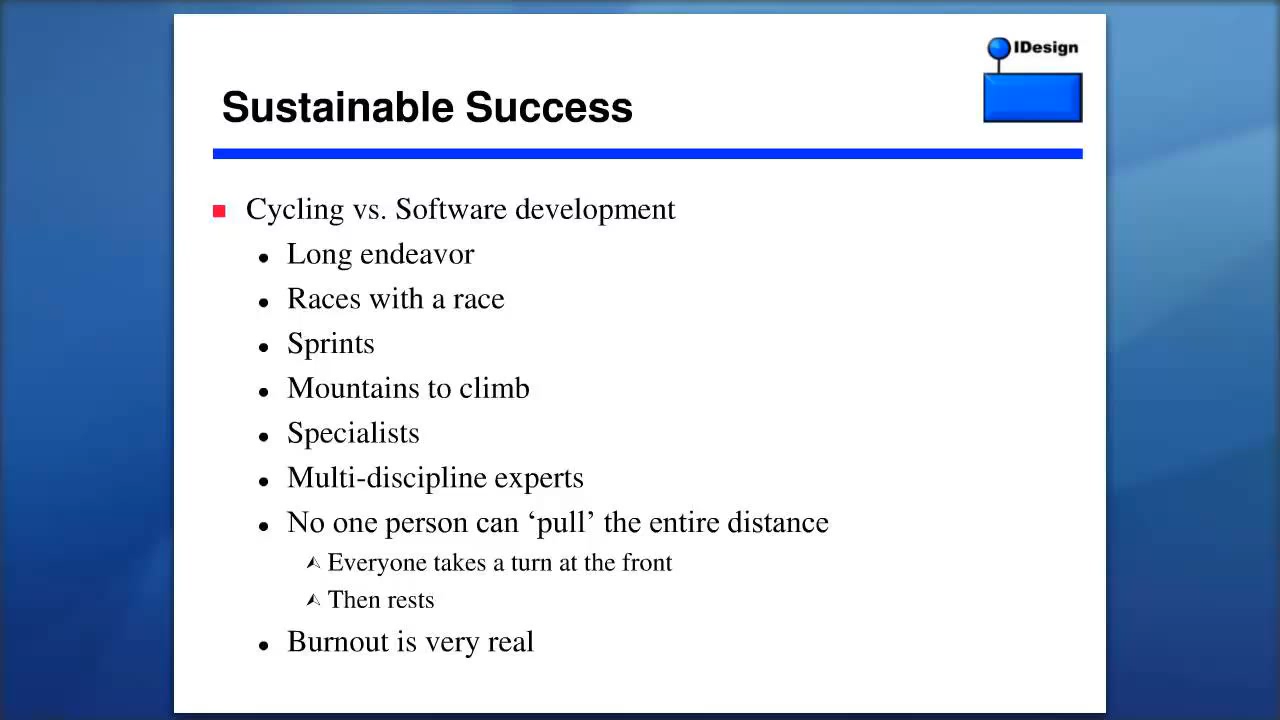 IDesign
Sustainable Success
Cycling vs. Software development
Long endeavor
Races with a race
Sprints
Mountains to climb
Specialists
Multi-discipline experts
No one person can ‘pull’ the entire distance
Everyone takes a turn at the front
Then rests
Burnout is very real